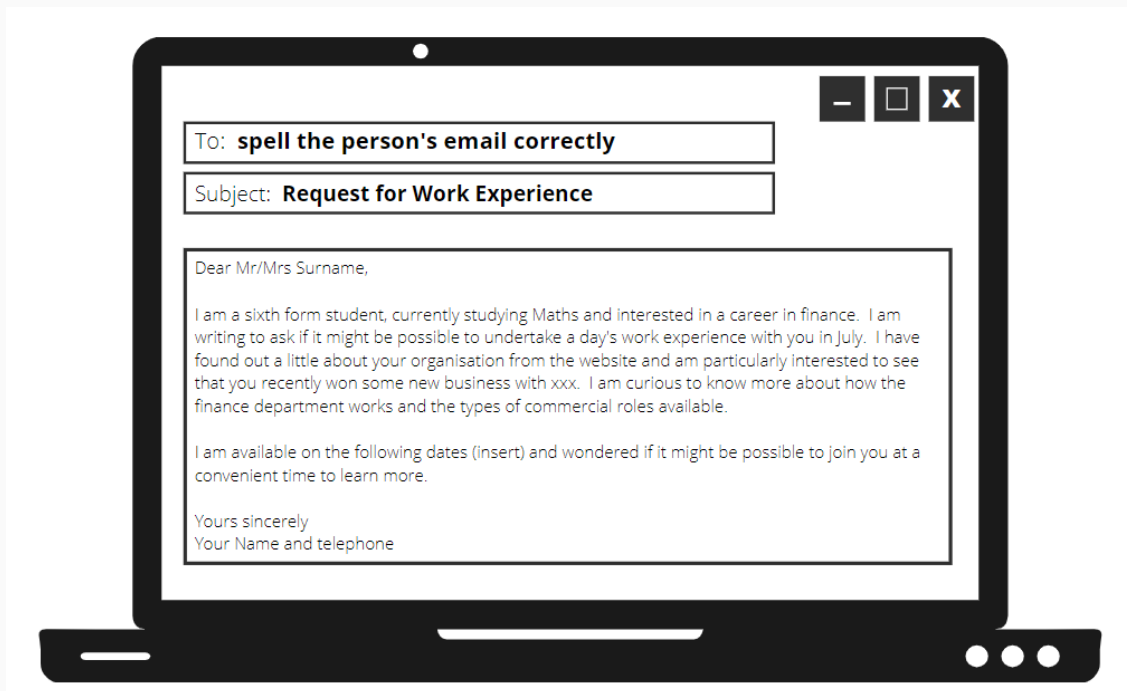 X
To: spell the person's email correctly
Subject: Request for Work Experience
Dear Mr/Mrs Surname,
I am a sixth form student, currently studying Maths and interested in a career in finance.  I am
writing to ask if it might be possible to undertake a day's work experience with you in July.  I have
found out a little about your organisation from the website and am particularly interested to see
that you recently won some new business with xxx.  I am curious to know more about how the
finance department works and the types of commercial roles available.
I am available on the following dates (insert) and wondered if it might be possible to join you at a
convenient time to learn more.
Yours sincerely
Your Name and telephone